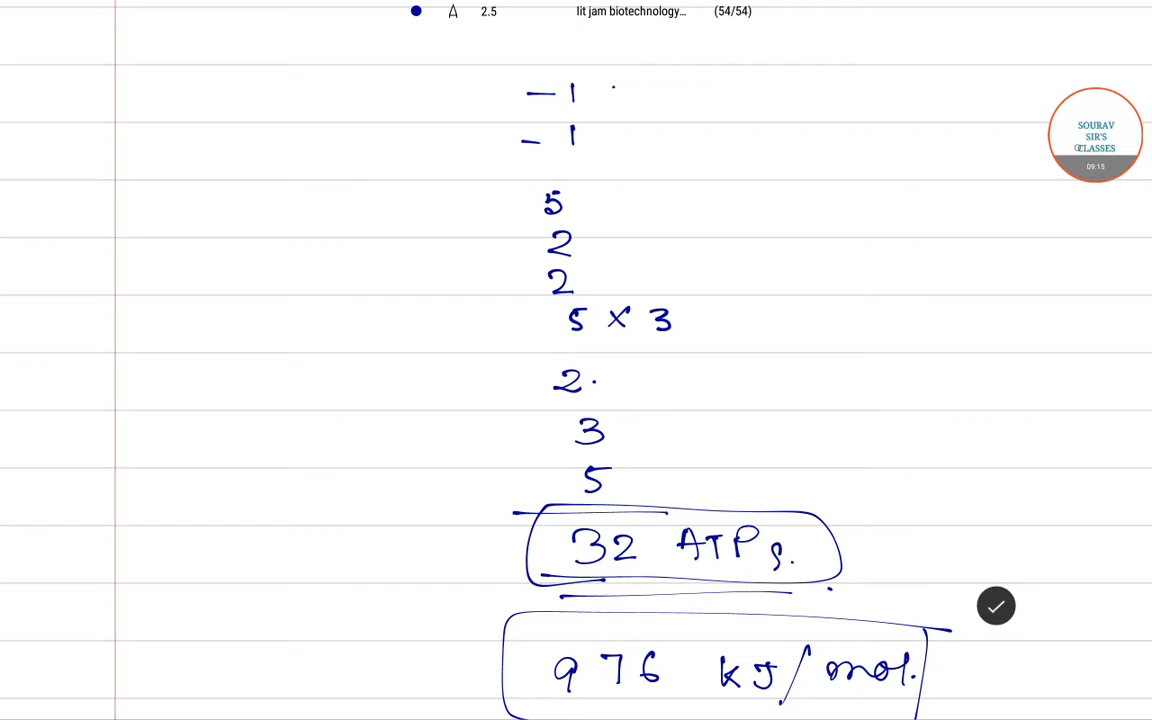 2.5 Iit jam biotechnology... (54/54)
– 1
– 1
5
2
2
5 × 3
2.
3
5
32 ATPs.
976 kJ/mol.
SOURAV
SIR'S
CLASSES
09:15